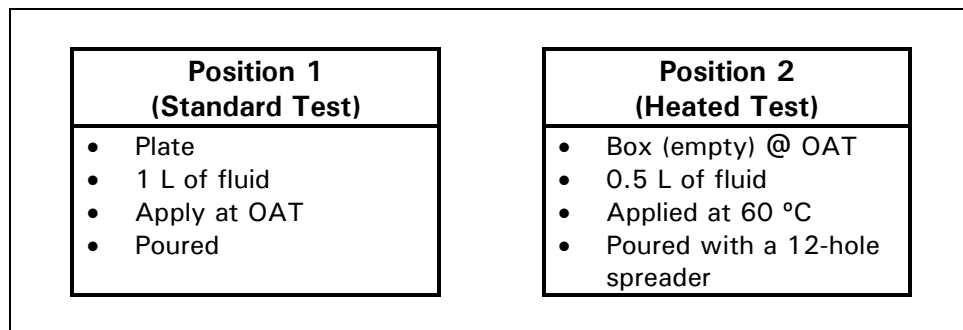 Position 1
(Standard Test)
• Plate
• 1 L of fluid
• Apply at OAT
• Poured
Position 2
(Heated Test)
• Box (empty) @ OAT
• 0.5 L of fluid
• Applied at 60 ºC
• Poured with a 12-hole
spreader